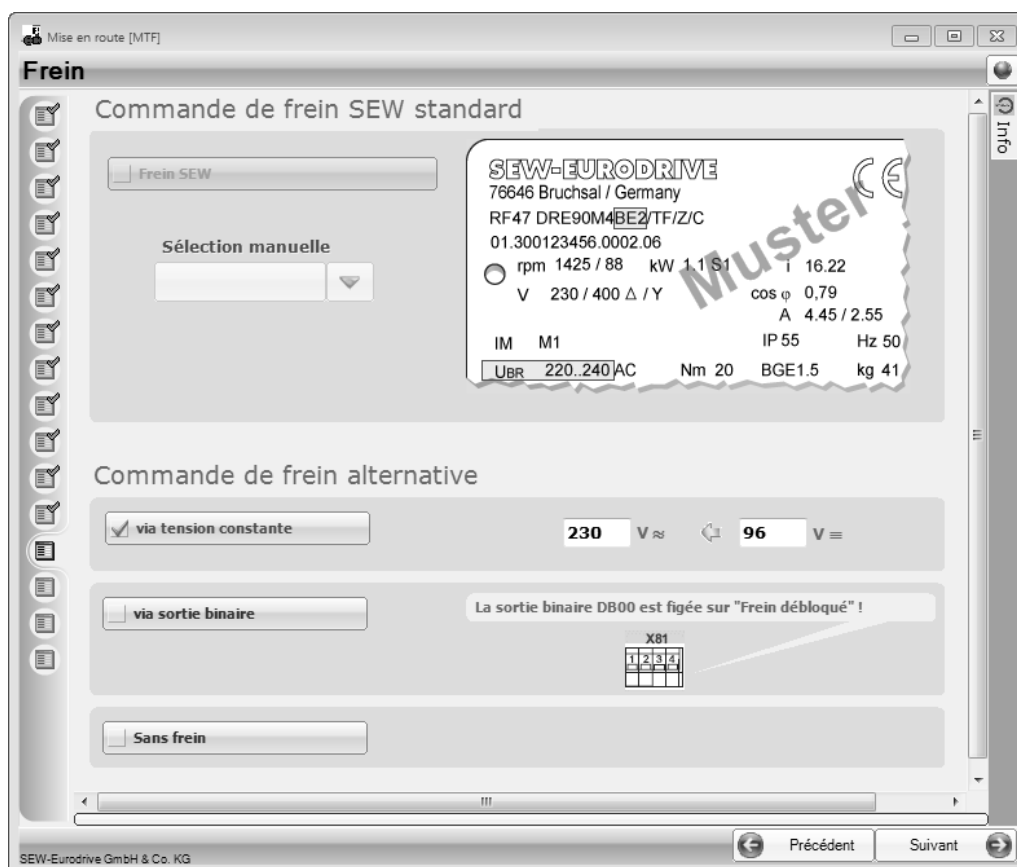 Mise en route [MTF]
Frein
Info
Commande de frein SEW standard
Frein SEW
Sélection manuelle
SEW-EURODRIVE
CE
76646 Bruchsal / Germany
RF47 DRE90M4BE2/TF/Z/C
01.300123456.0002.06
rpm 1425 / 88 kW 1.1 S1 i 16.22
V 230 / 400 Δ / Y cos φ 0,79
A 4.45 / 2.55
IM M1 IP 55 Hz 50
UBR 220..240 AC Nm 20 BGE1.5 kg 41
Muster
Commande de frein alternative
via tension constante 230 V ≈ 96 V =
via sortie binaire
La sortie binaire DB00 est figée sur "Frein débloqué" !
X81
1 2 3 4
Sans frein
Précédent Suivant
SEW-Eurodrive GmbH & Co. KG